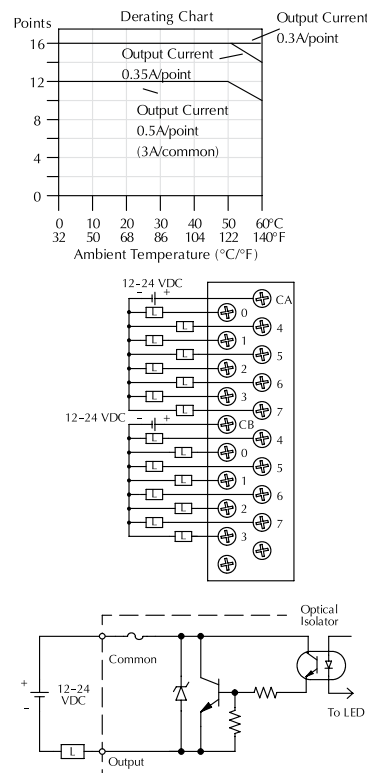 Derating Chart
Points
Output Current
0.3A/point
16
Output Current
0.35A/point
12
Output Current
0.5A/point
(3A/common)
8
4
0
0 10 20 30 40 50 60°C
32 50 68 86 104 122 140°F
Ambient Temperature (°C/°F)
12-24 VDC
- +
CA
L
0
L
4
L
1
L
5
L
2
L
6
L
3
L
7
12-24 VDC
- +
CB
L
4
L
0
L
5
L
1
L
6
L
2
L
7
L
3
Optical
Isolator
Common
+
12–24
VDC
-
To LED
L
Output